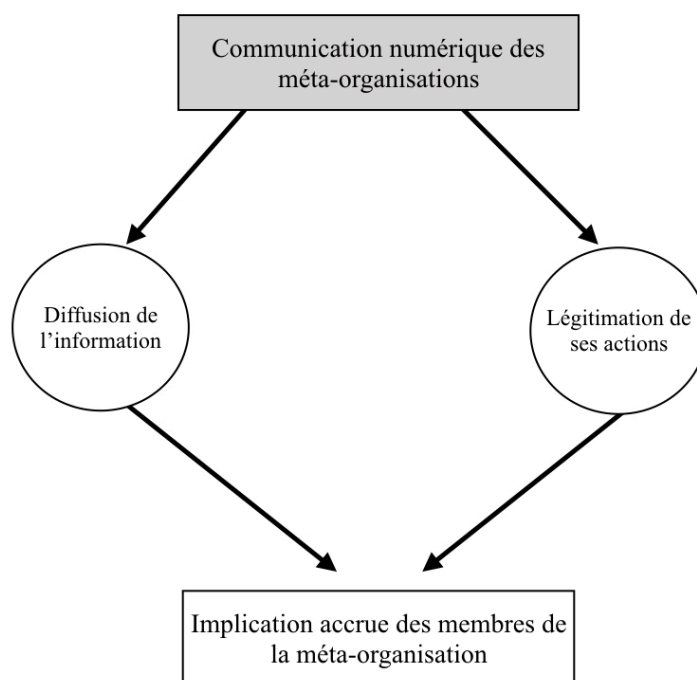 Communication numérique des
méta-organisations
Diffusion de
l’information
Légitimation de
ses actions
Implication accrue des membres de
la méta-organisation